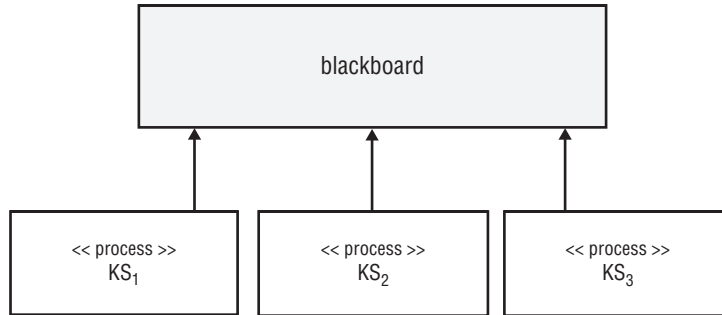 blackboard
<< process >>
KS₁
<< process >>
KS₂
<< process >>
KS₃